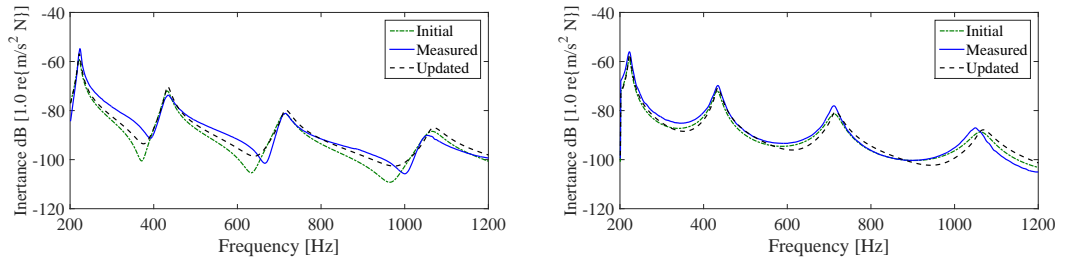 -40
-60
-80
-100
-120
200 400 600 800 1000 1200
Frequency [Hz]
Inertance dB [1.0 re{m/s² N}]
Initial
Measured
Updated
-40
-60
-80
-100
-120
200 400 600 800 1000 1200
Frequency [Hz]
Inertance dB [1.0 re{m/s² N}]
Initial
Measured
Updated